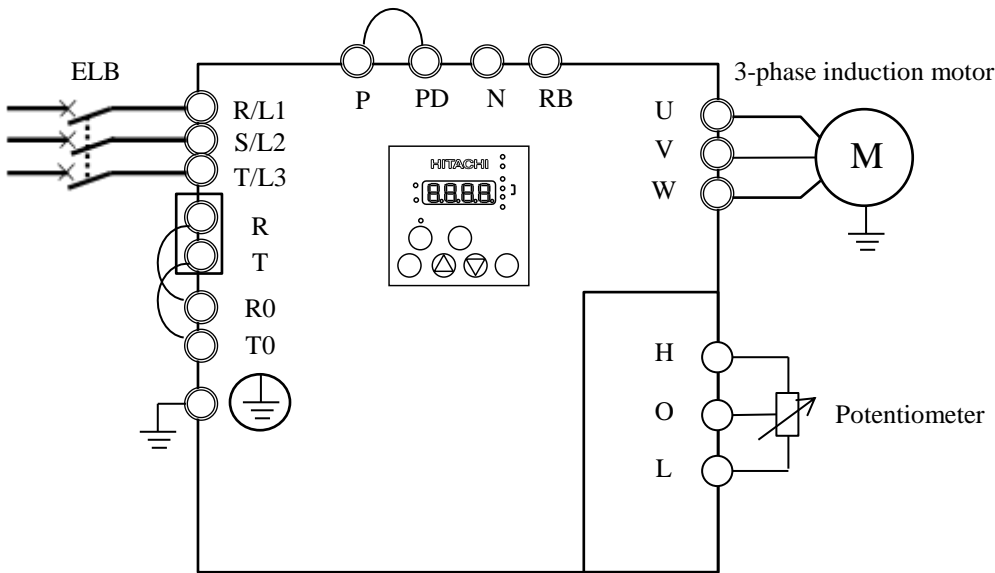 ELB
3-phase induction motor
P PD N RB
R/L1
S/L2
T/L3
R
T
R0
T0
HITACHI
8.8.8.8.
U
V
W
M
H
O
L
Potentiometer